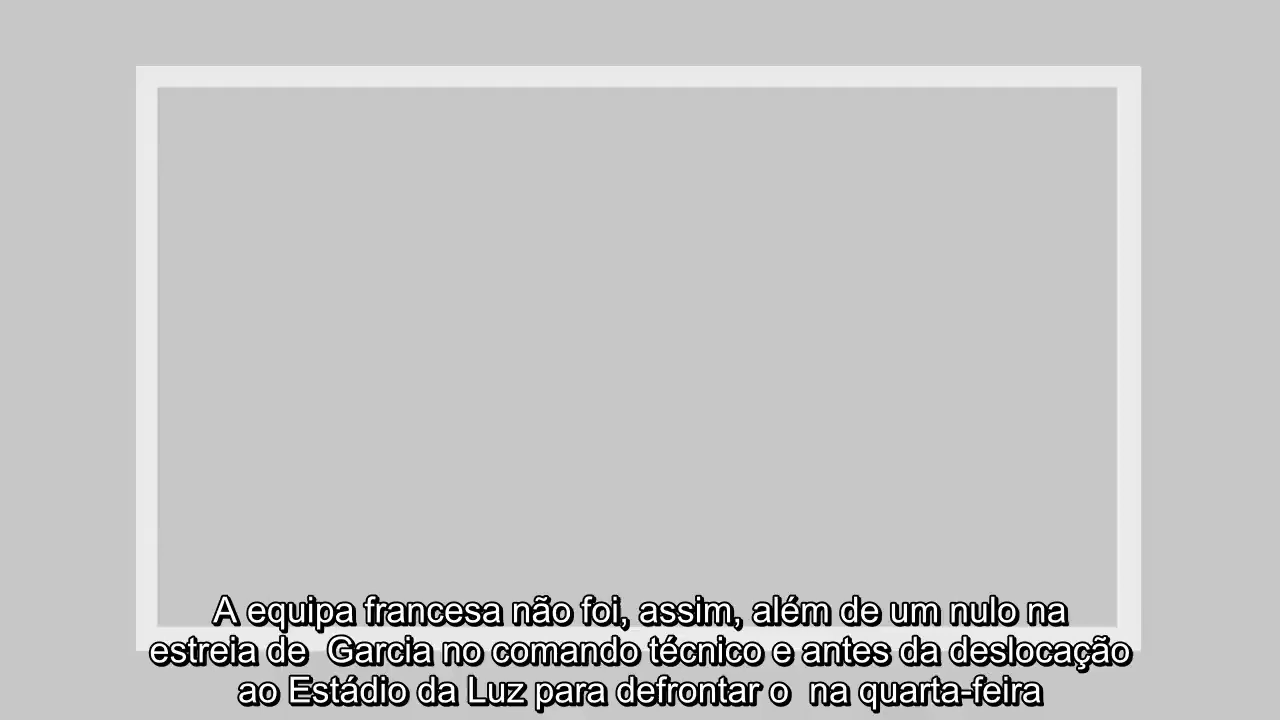 A equipa francesa não foi, assim, além de um nulo na
estreia de  Garcia no comando técnico e antes da deslocação
ao Estádio da Luz para defrontar o  na quarta-feira